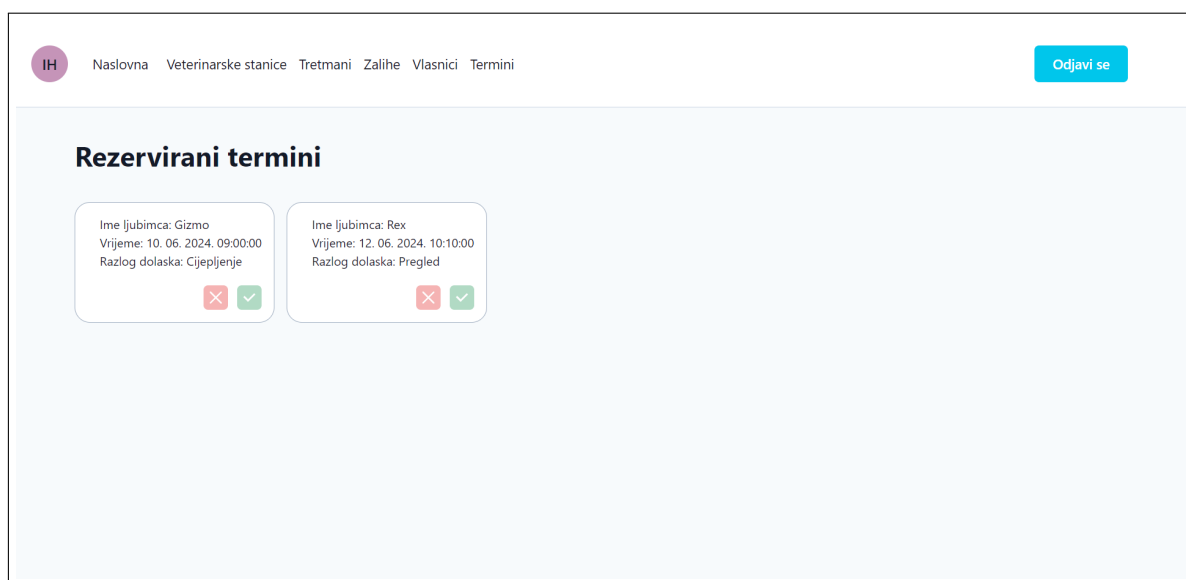 IH Naslovna Veterinarske stanice Tretmani Zalihe Vlasnici Termini Odjavi se
Rezervirani termini
Ime ljubimca: Gizmo
Vrijeme: 10. 06. 2024. 09:00:00
Razlog dolaska: Cijepljenje
Ime ljubimca: Rex
Vrijeme: 12. 06. 2024. 10:10:00
Razlog dolaska: Pregled